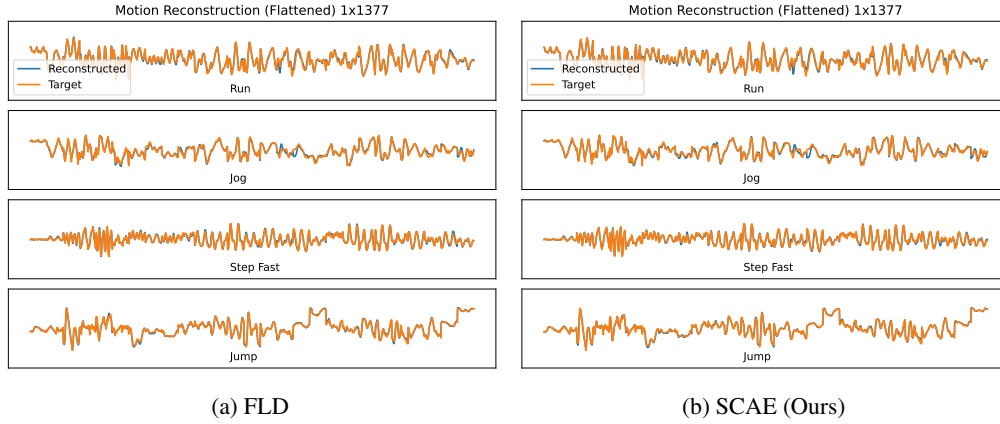 Motion Reconstruction (Flattened) 1x1377
Reconstructed
Target
Run
Jog
Step Fast
Jump
(a) FLD
Motion Reconstruction (Flattened) 1x1377
Reconstructed
Target
Run
Jog
Step Fast
Jump
(b) SCAE (Ours)